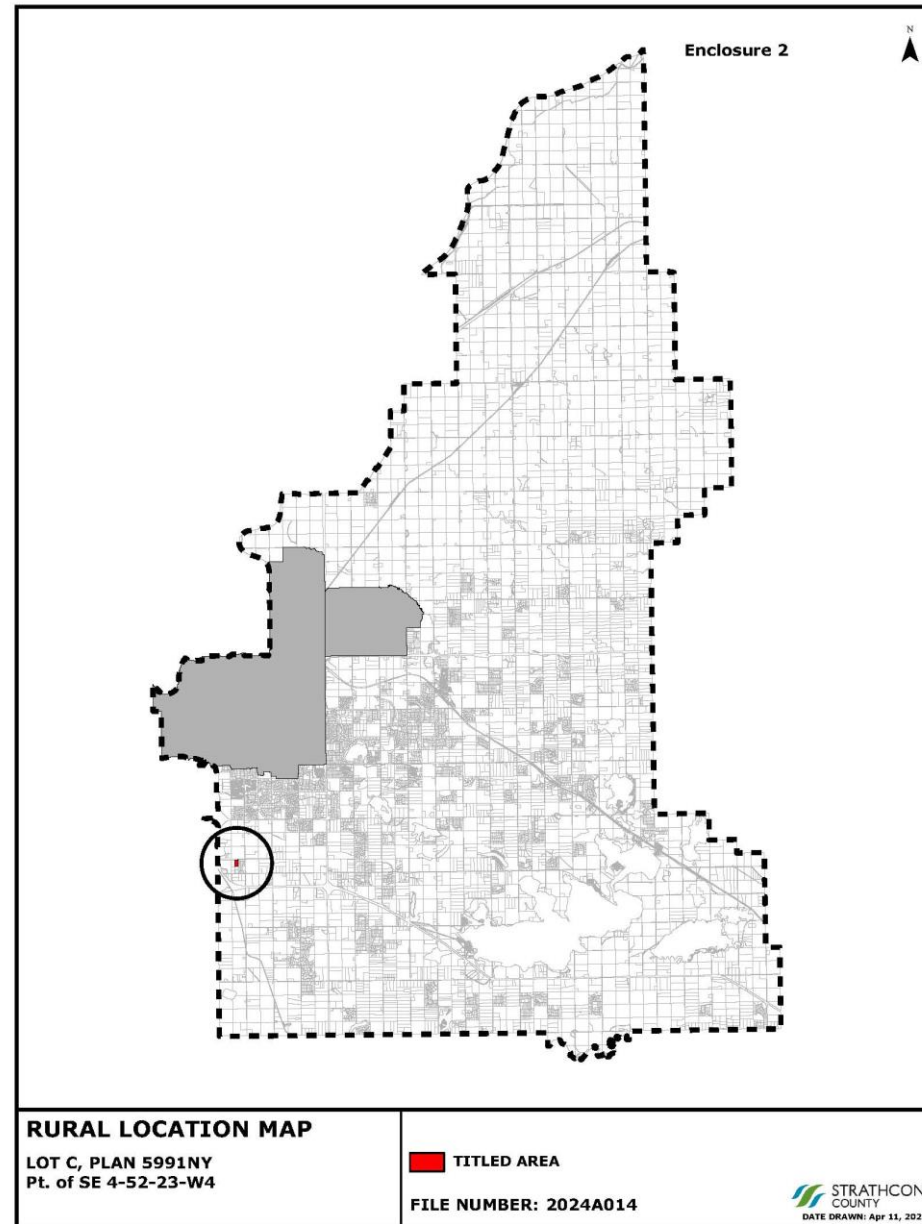 Enclosure 2
N
RURAL LOCATION MAP
LOT C, PLAN 5991NY
Pt. of SE 4-52-23-W4
TITLED AREA
FILE NUMBER: 2024A014
STRATHCON
COUNTY
DATE DRAWN: Apr 11, 202